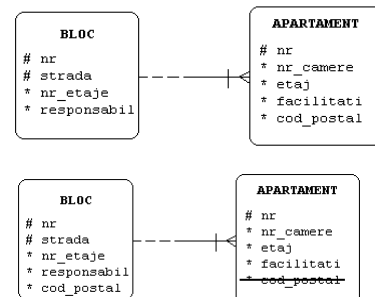 BLOC
# nr
# strada
* nr_etaje
* responsabil
APARTAMENT
# nr
* nr_camere
* etaj
* facilitati
* cod_postal
BLOC
# nr
# strada
* nr_etaje
* responsabil
* cod_postal
APARTAMENT
# nr
* nr_camere
* etaj
* facilitati
* cod_postal